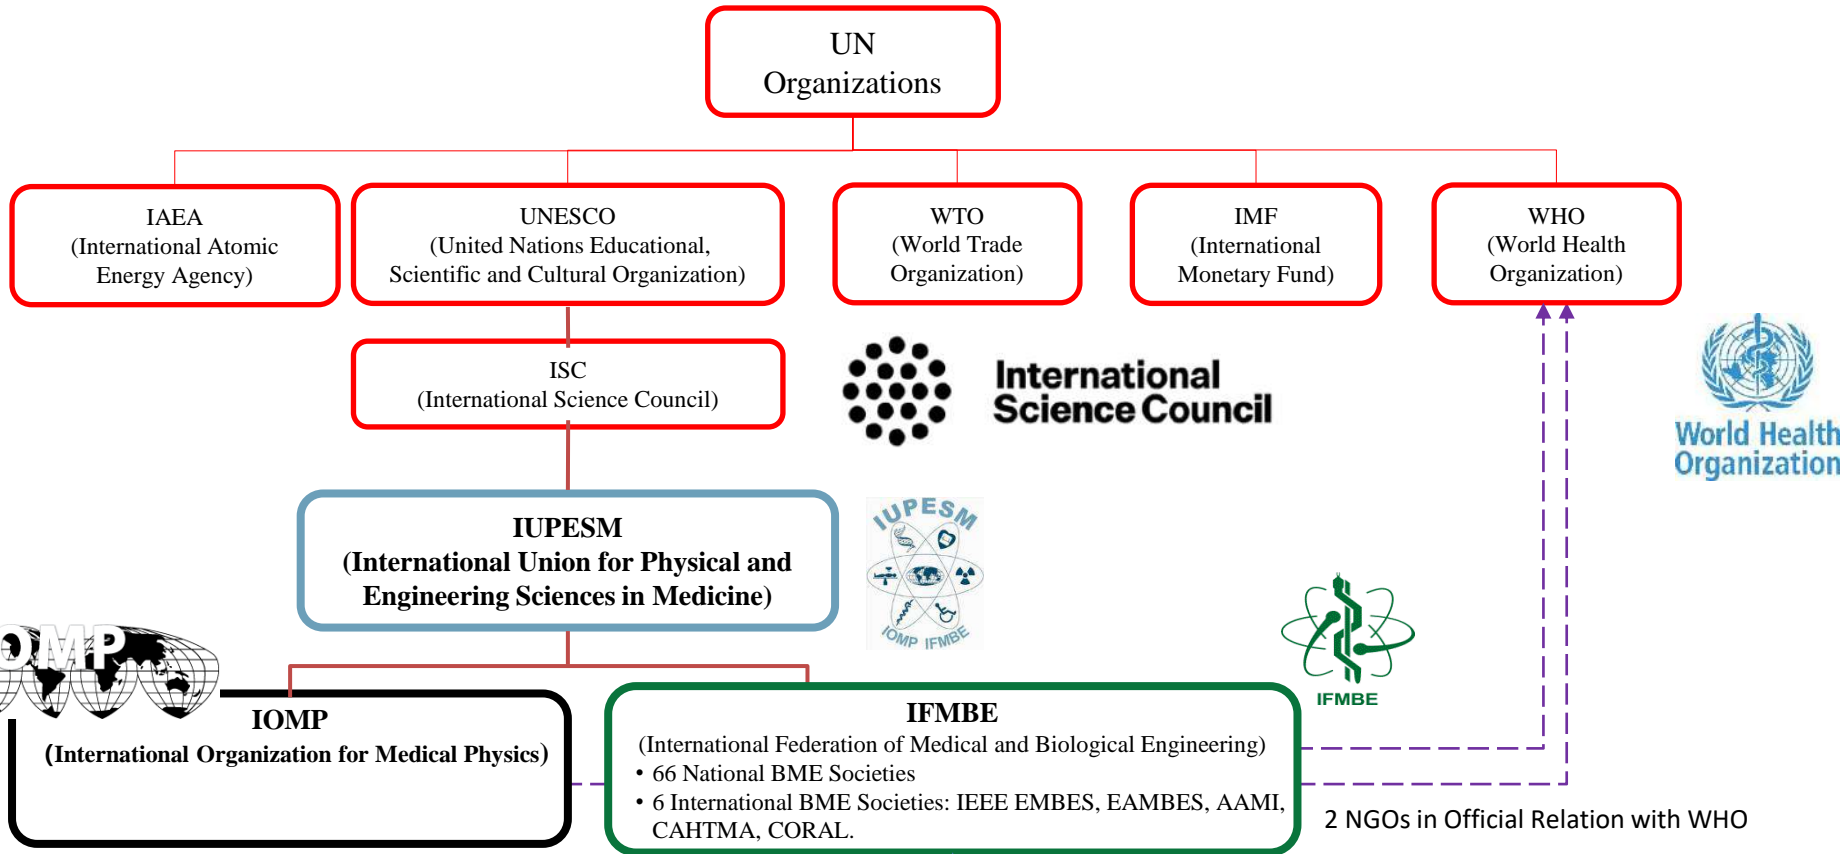 UN
Organizations
IAEA
(International Atomic
Energy Agency)
UNESCO
(United Nations Educational,
Scientific and Cultural Organization)
WTO
(World Trade
Organization)
IMF
(International
Monetary Fund)
WHO
(World Health
Organization)
ISC
(International Science Council)
International
Science Council
World Health
Organization
IUPESM
(International Union for Physical and
Engineering Sciences in Medicine)
IUPESM
IOMP IFMBE
IFMBE
OMP
IOMP
(International Organization for Medical Physics)
IFMBE
(International Federation of Medical and Biological Engineering)
• 66 National BME Societies
• 6 International BME Societies: IEEE EMBES, EAMBES, AAMI,
CAHTMA, CORAL.
2 NGOs in Official Relation with WHO